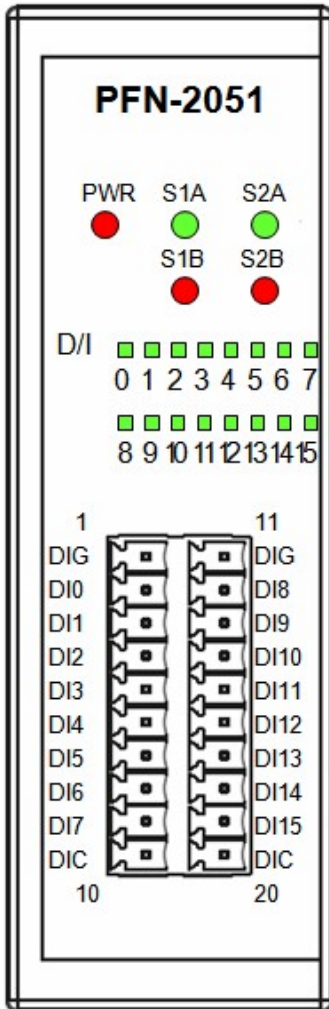 PFN-2051
PWR S1A S2A
S1B S2B
D/I
0 1 2 3 4 5 6 7
8 9 10 11 12 13 14 15
1 11
DIG DIG
DI0 DI8
DI1 DI9
DI2 DI10
DI3 DI11
DI4 DI12
DI5 DI13
DI6 DI14
DI7 DI15
DIC DIC
10 20